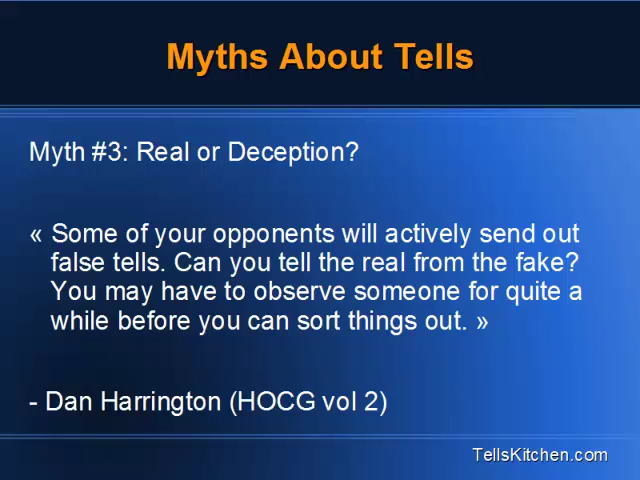 Myths About Tells
Myth #3: Real or Deception?
« Some of your opponents will actively send out
false tells. Can you tell the real from the fake?
You may have to observe someone for quite a
while before you can sort things out. »
- Dan Harrington (HOCG vol 2)
TellsKitchen.com